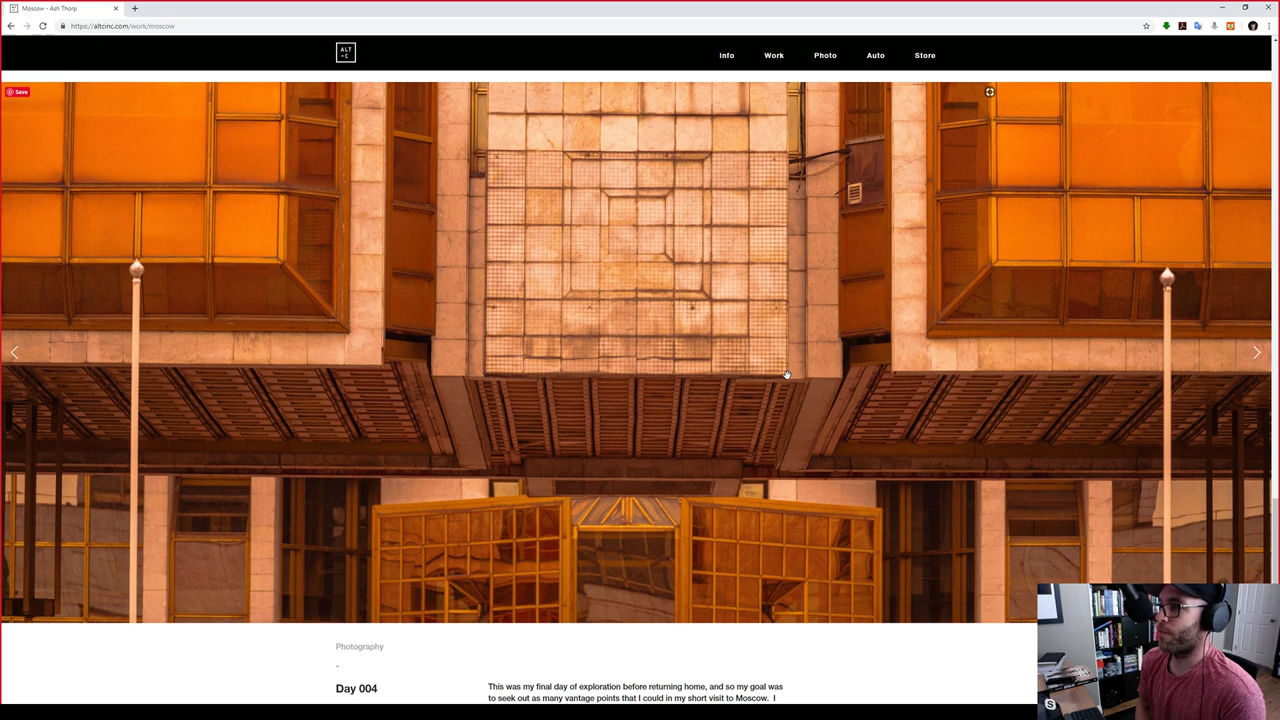 Moscow - Ash Thorp
https://altcinc.com/work/moscow
ALT
-C
Info
Work
Photo
Auto
Store
Save
Photography
-
Day 004
This was my final day of exploration before returning home, and so my goal was
to seek out as many vantage points that I could in my short visit to Moscow. I